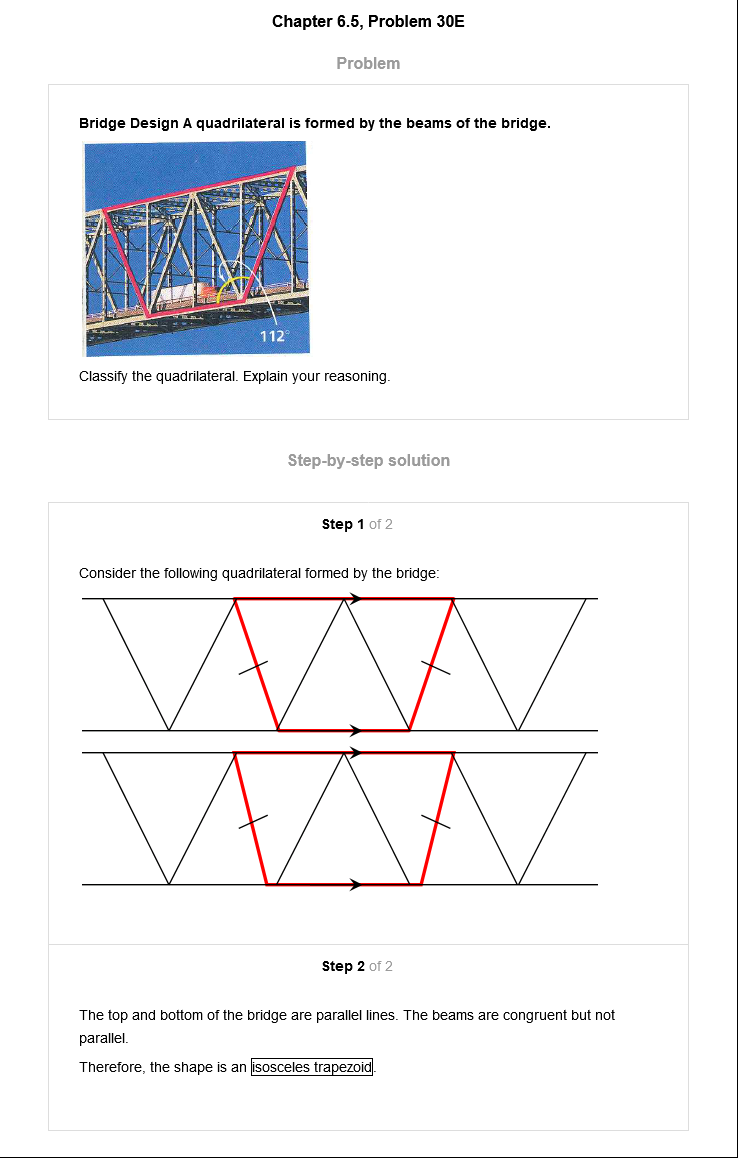 Chapter 6.5, Problem 30E
Problem
Bridge Design A quadrilateral is formed by the beams of the bridge.
112°
Classify the quadrilateral. Explain your reasoning.
Step-by-step solution
Step 1 of 2
Consider the following quadrilateral formed by the bridge:
Step 2 of 2
The top and bottom of the bridge are parallel lines. The beams are congruent but not
parallel.
Therefore, the shape is an isosceles trapezoid.